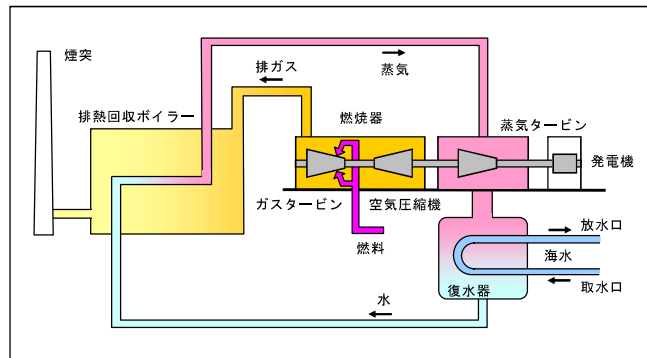 煙突
排ガス
蒸気
排熱回収ボイラー
燃焼器
蒸気タービン
発電機
ガスタービン
空気圧縮機
燃料
放水口
海水
取水口
復水器
水